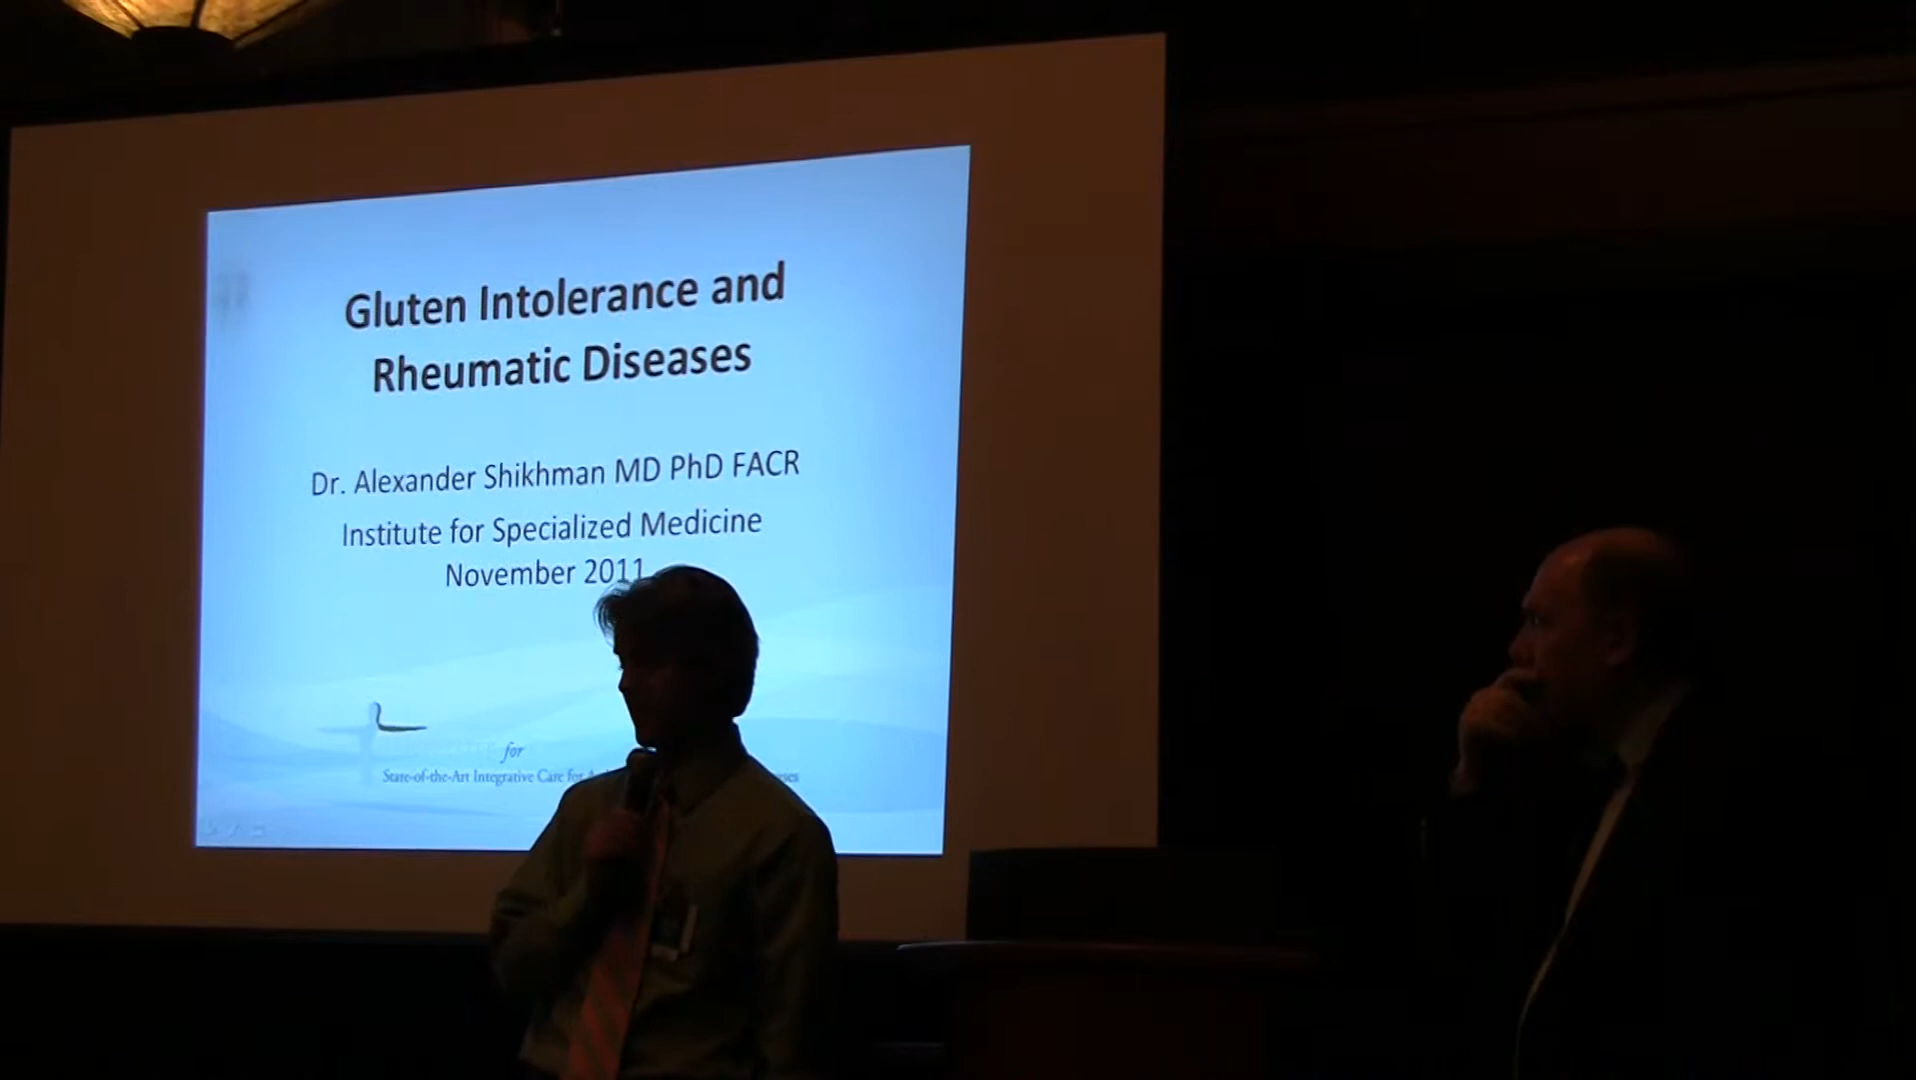 Gluten Intolerance and
Rheumatic Diseases
Dr. Alexander Shikhman MD PhD FACR
Institute for Specialized Medicine
November 2011
for
State-of-the-Art Integrative Care for